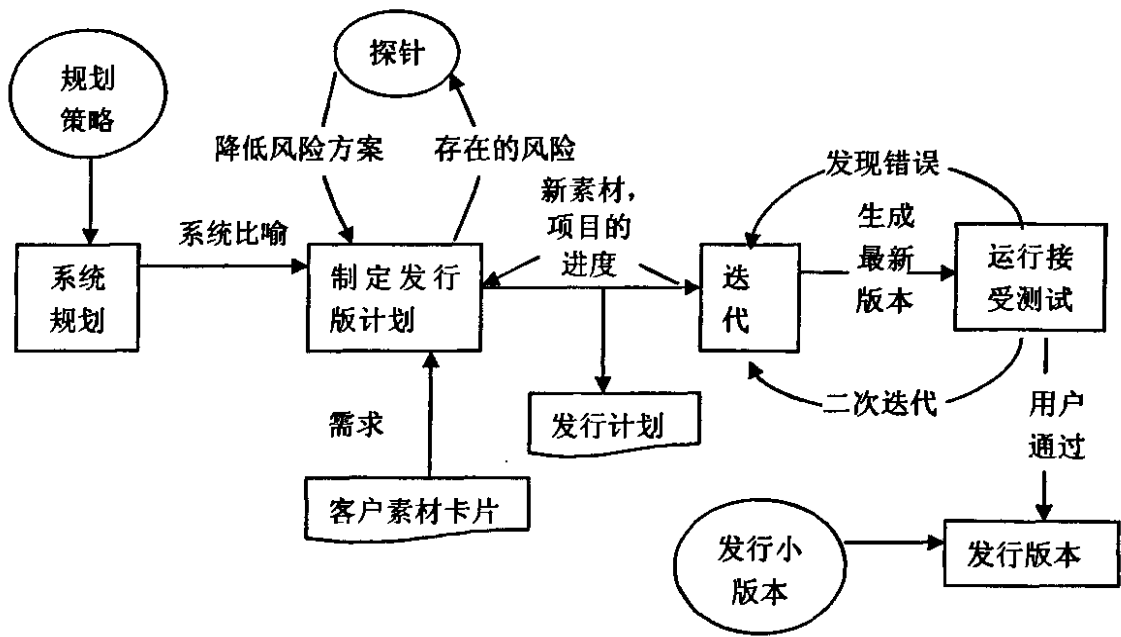 规划
策略
探针
降低风险方案
存在的风险
系统比喻
系统
规划
制定发行
版计划
新素材,
项目的
进度
迭
代
发现错误
生成
最新
版本
运行接
受测试
二次迭代
用户
通过
需求
发行计划
客户素材卡片
发行小
版本
发行版本